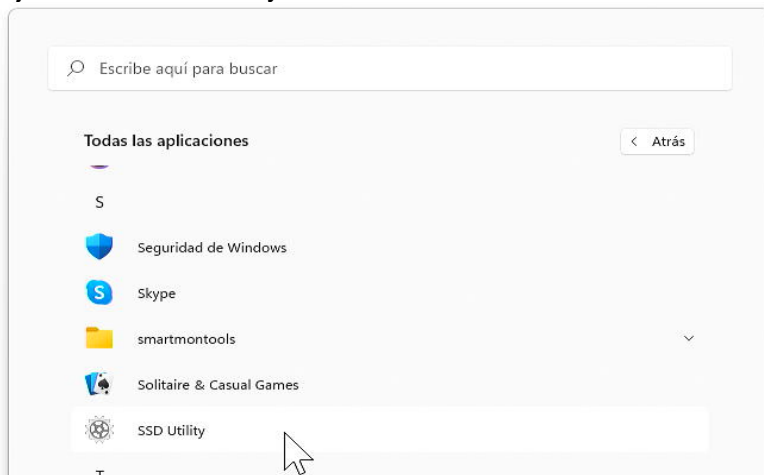 Escribe aquí para buscar
Todas las aplicaciones
Atrás
S
Seguridad de Windows
Skype
smartmontools
Solitaire & Casual Games
SSD Utility